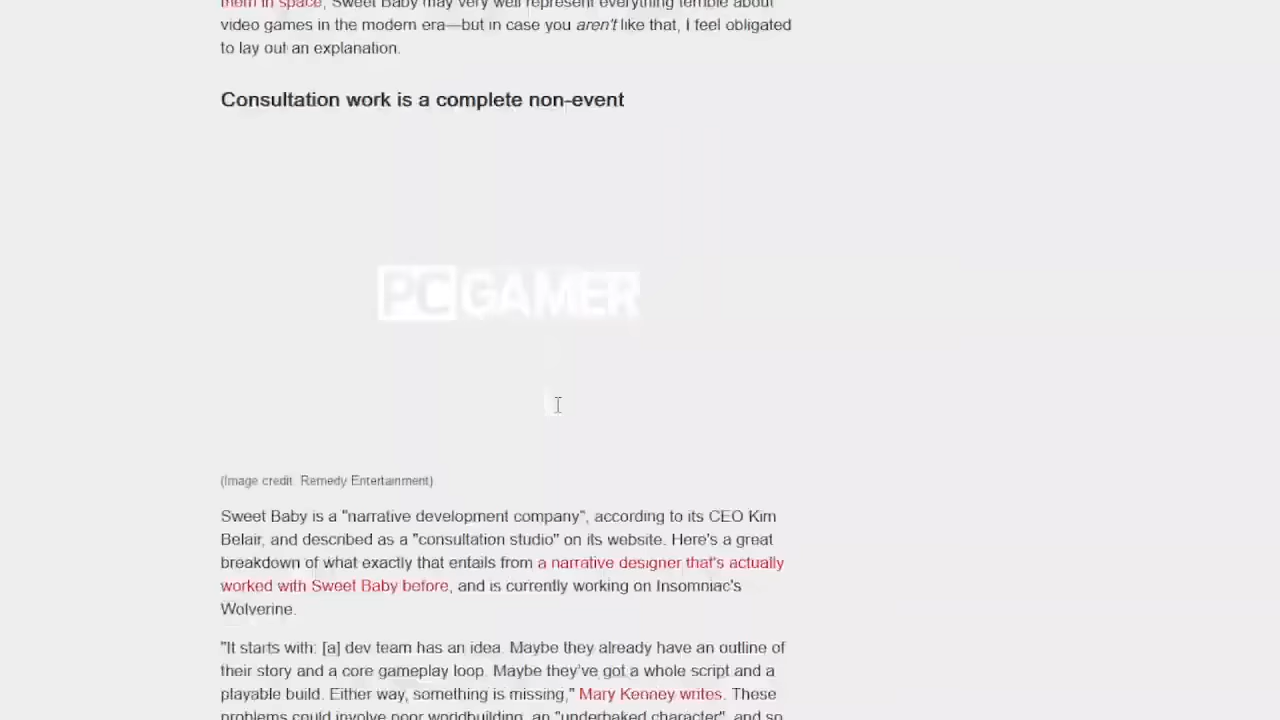 them in space, Sweet Baby may very well represent everything terrible about
video games in the modern era—but in case you aren't like that, I feel obligated
to lay out an explanation.
Consultation work is a complete non-event
PC GAMER
(Image credit: Remedy Entertainment)
Sweet Baby is a "narrative development company", according to its CEO Kim
Belair, and described as a "consultation studio" on its website. Here's a great
breakdown of what exactly that entails from a narrative designer that's actually
worked with Sweet Baby before, and is currently working on Insomniac's
Wolverine.
"It starts with: [a] dev team has an idea. Maybe they already have an outline of
their story and a core gameplay loop. Maybe they've got a whole script and a
playable build. Either way, something is missing," Mary Kenney writes. These
problems could involve poor worldbuilding, an "underbaked character", and so